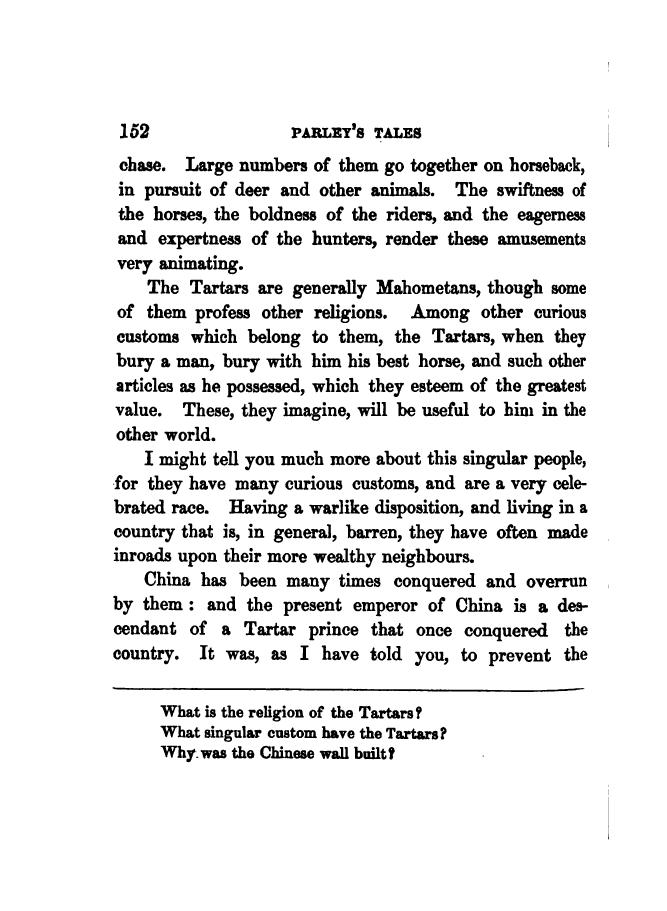 152 PARLEY'S TALES
chase. Large numbers of them go together on horseback,
in pursuit of deer and other animals. The swiftness of
the horses, the boldness of the riders, and the eagerness
and expertness of the hunters, render these amusements
very animating.
The Tartars are generally Mahometans, though some
of them profess other religions. Among other curious
customs which belong to them, the Tartars, when they
bury a man, bury with him his best horse, and such other
articles as he possessed, which they esteem of the greatest
value. These, they imagine, will be useful to him in the
other world.
I might tell you much more about this singular people,
for they have many curious customs, and are a very cele-
brated race. Having a warlike disposition, and living in a
country that is, in general, barren, they have often made
inroads upon their more wealthy neighbours.
China has been many times conquered and overrun
by them : and the present emperor of China is a des-
cendant of a Tartar prince that once conquered the
country. It was, as I have told you, to prevent the
What is the religion of the Tartars?
What singular custom have the Tartars?
Why was the Chinese wall built?